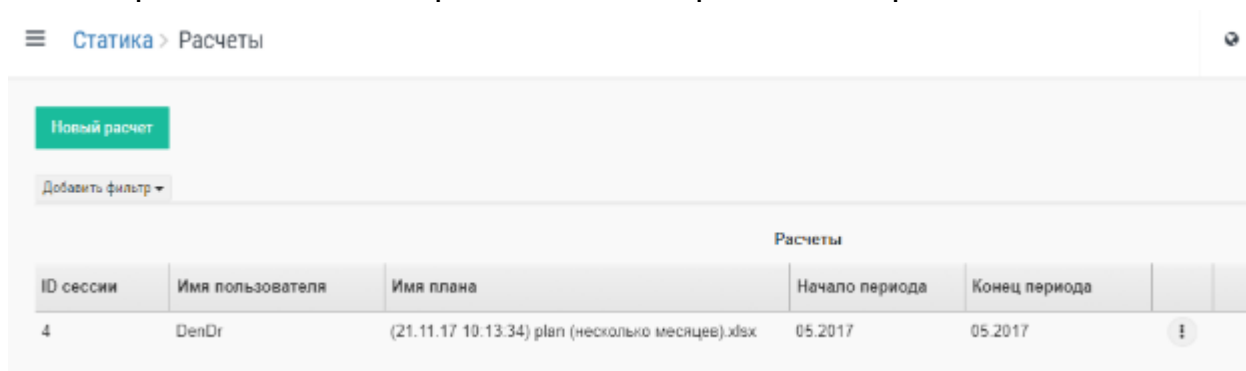 Статика > Расчеты
Новый расчет
Добавить фильтр
Расчеты
ID сессии Имя пользователя Имя плана Начало периода Конец периода
4 DenDr (21.11.17 10.13.34) plan (несколько месяцев).xlsx 05.2017 05.2017